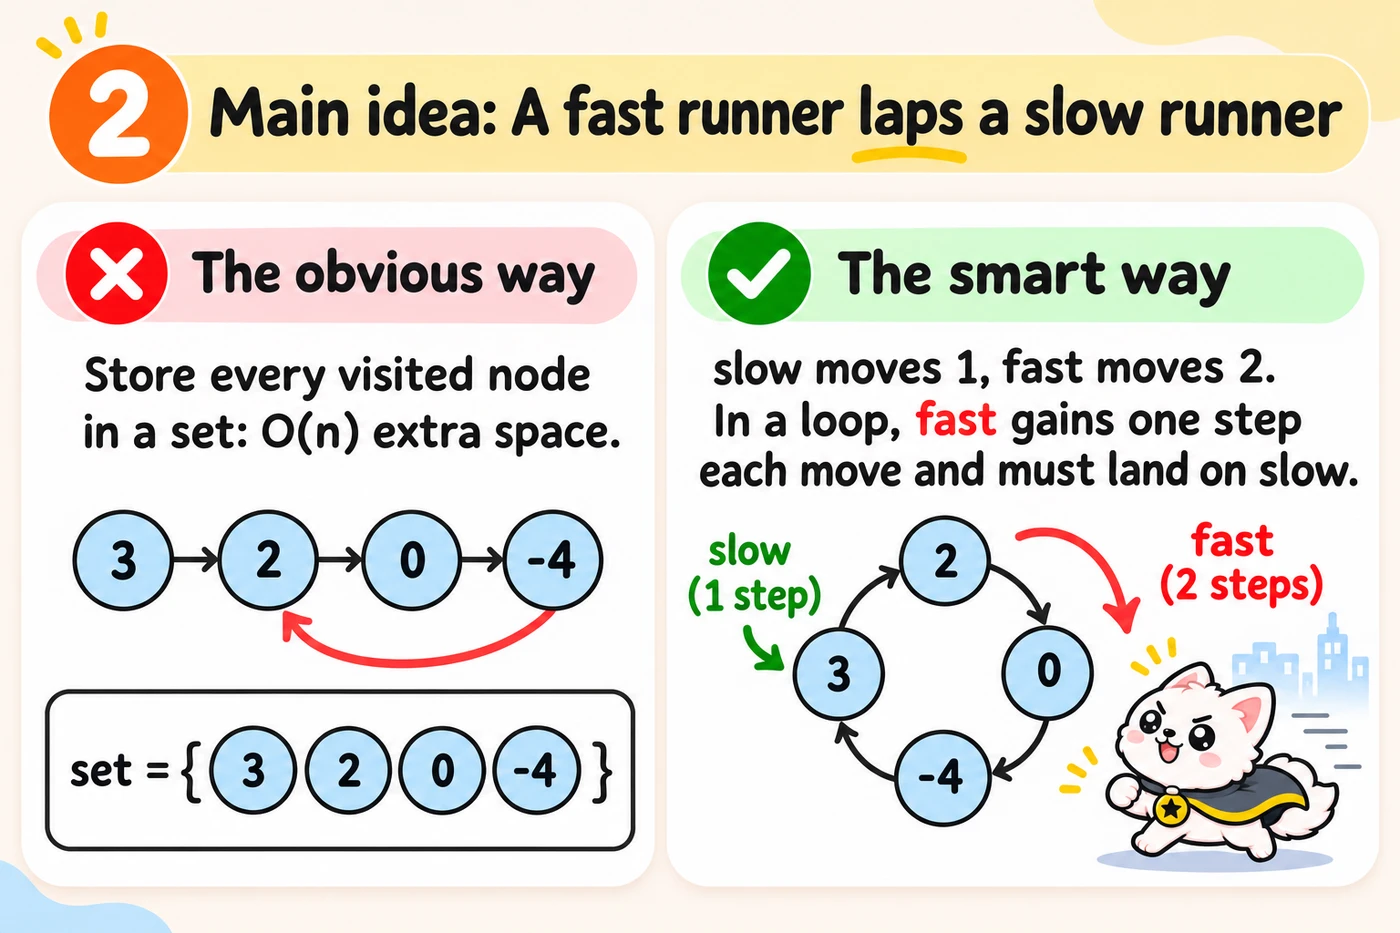 2
Main idea: A fast runner laps a slow runner
The obvious way
Store every visited node
in a set: O(n) extra space.
3 2 0 -4
set = { 3 2 0 -4 }
The smart way
slow moves 1, fast moves 2.
In a loop, fast gains one step
each move and must land on slow.
slow
(1 step)
fast
(2 steps)
2
3
0
-4